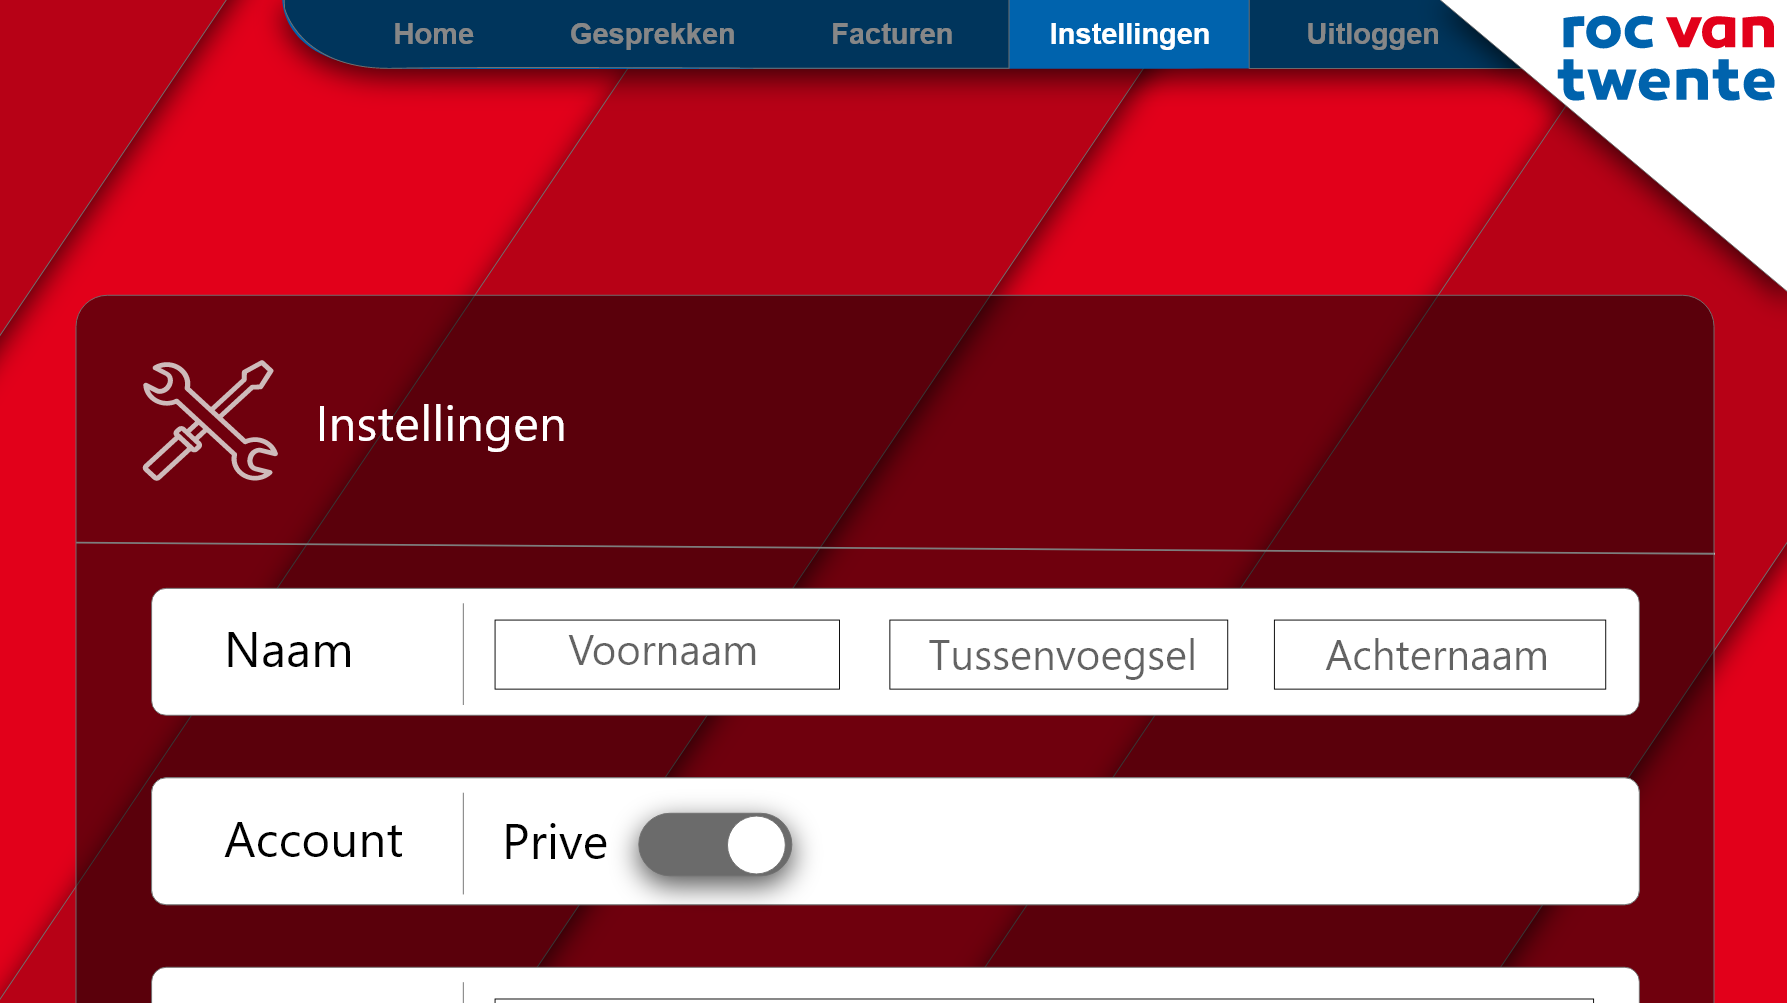 Home Gesprekken Facturen Instellingen Uitloggen
roc van
twente
Instellingen
Naam Voornaam Tussenvoegsel Achternaam
Account Prive